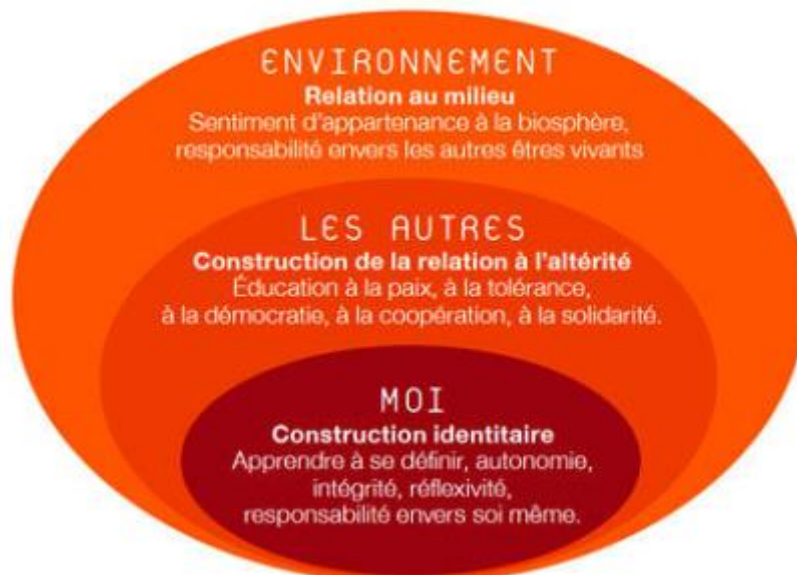 ENVIRONNEMENT
Relation au milieu
Sentiment d'appartenance à la biosphère,
responsabilité envers les autres êtres vivants
LES AUTRES
Construction de la relation à l'altérité
Éducation à la paix, à la tolérance,
à la démocratie, à la coopération, à la solidarité.
MOI
Construction identitaire
Apprendre à se définir, autonomie,
intégrité, réflexivité,
responsabilité envers soi même.